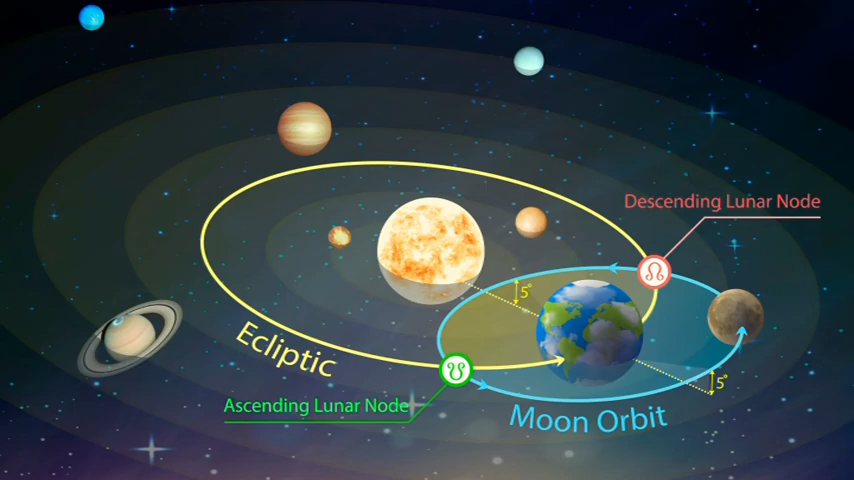 Descending Lunar Node
☊
5°
Ecliptic
☋
5°
Ascending Lunar Node
Moon Orbit